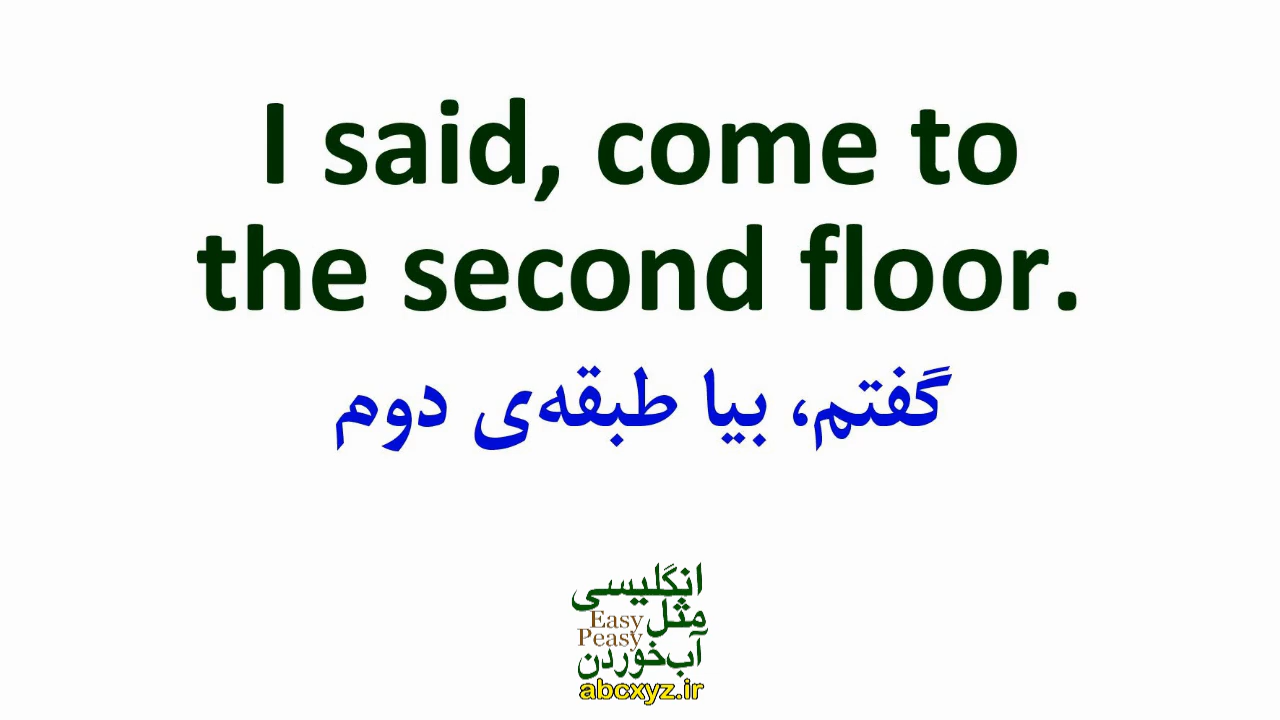 I said, come to
the second floor.
گفتم، بیا طبقه‌ی دوم
انگلیسی
مثل
Easy
Peasy
آب‌خوردن
abcxyz.ir